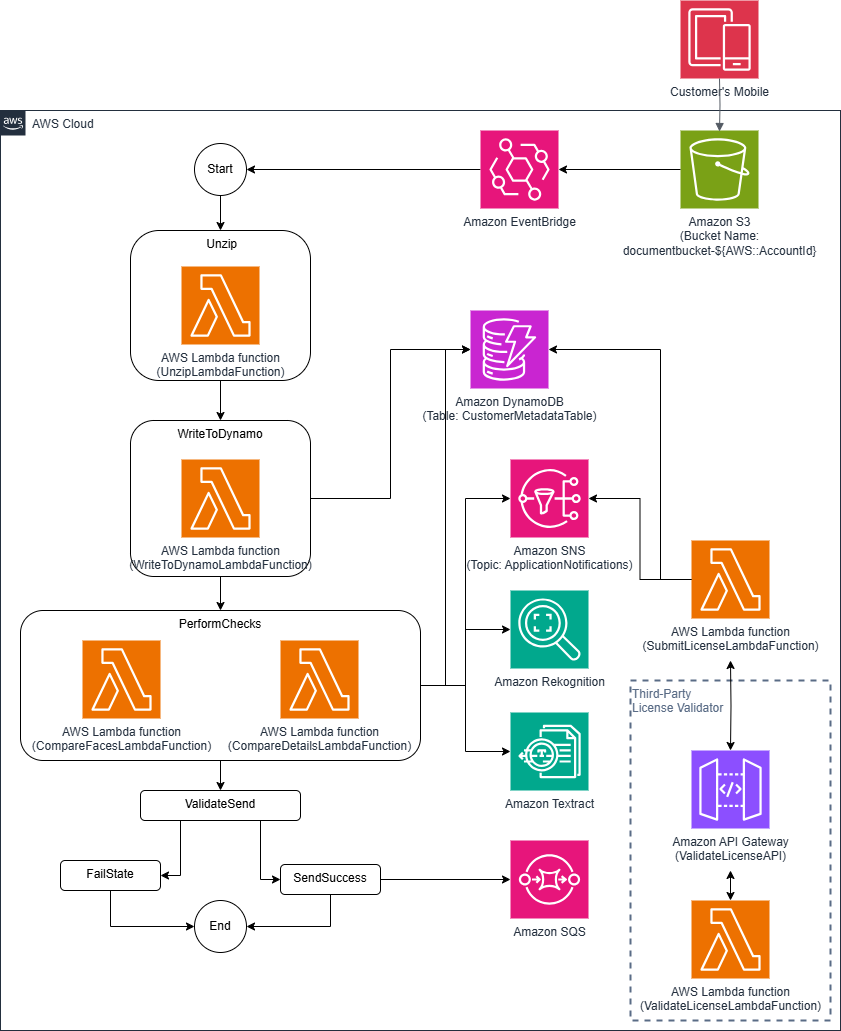 Customer's Mobile
aws
AWS Cloud
Start
Amazon EventBridge
Amazon S3
(Bucket Name:
documentbucket-${AWS::AccountId}
Unzip
AWS Lambda function
(UnzipLambdaFunction)
Amazon DynamoDB
(Table: CustomerMetadataTable)
WriteToDynamo
AWS Lambda function
(WriteToDynamoLambdaFunction)
Amazon SNS
(Topic: ApplicationNotifications)
PerformChecks
AWS Lambda function
(CompareFacesLambdaFunction)
AWS Lambda function
(CompareDetailsLambdaFunction)
AWS Lambda function
(SubmitLicenseLambdaFunction)
Amazon Rekognition
Third-Party
License Validator
T
Amazon Textract
ValidateSend
</>
Amazon API Gateway
(ValidateLicenseAPI)
FailState
SendSuccess
End
Amazon SQS
AWS Lambda function
(ValidateLicenseLambdaFunction)